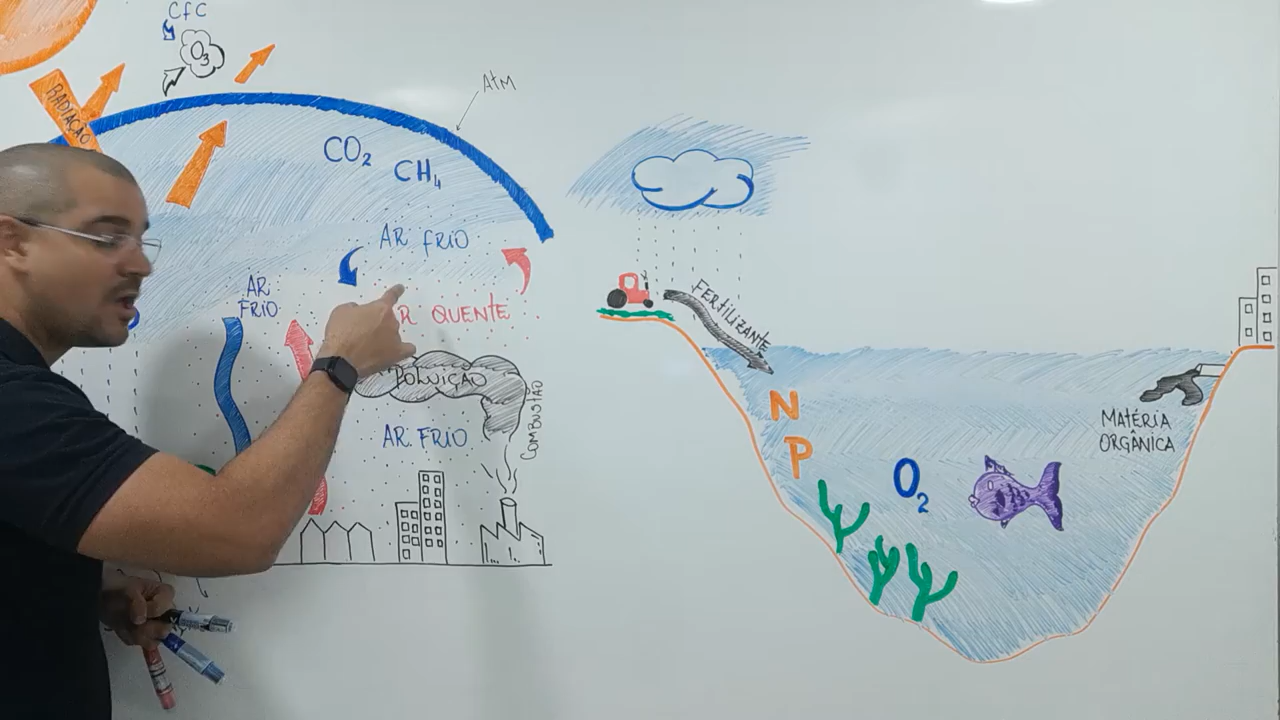 CFC
O3
ATM
RADIAÇÃO
CO2
CH4
AR FRIO
AR
FRIO
AR QUENTE
POLUIÇÃO
COMBUSTÃO
AR FRIO
FERTILIZANTE
N
P
O2
MATÉRIA
ORGÂNICA